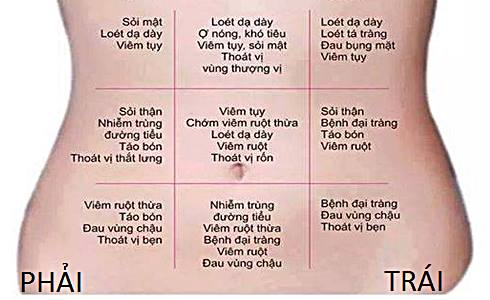 Sỏi mật
Loét dạ dày
Viêm tụy
Loét dạ dày
Ợ nóng, khó tiêu
Viêm tụy, sỏi mật
Thoát vị
vùng thượng vị
Loét dạ dày
Loét tá tràng
Đau bụng mặt
Viêm tụy
Sỏi thận
Nhiễm trùng
đường tiểu
Táo bón
Thoát vị thắt lưng
Viêm tụy
Chớm viêm ruột thừa
Loét dạ dày
Viêm ruột
Thoát vị rốn
Sỏi thận
Bệnh đại tràng
Táo bón
Viêm ruột
Viêm ruột thừa
Táo bón
Đau vùng chậu
Thoát vị bẹn
Nhiễm trùng
đường tiểu
Viêm ruột thừa
Bệnh đại tràng
Viêm ruột
Đau vùng chậu
Bệnh đại tràng
Đau vùng chậu
Thoát vị bẹn
PHẢI
TRÁI